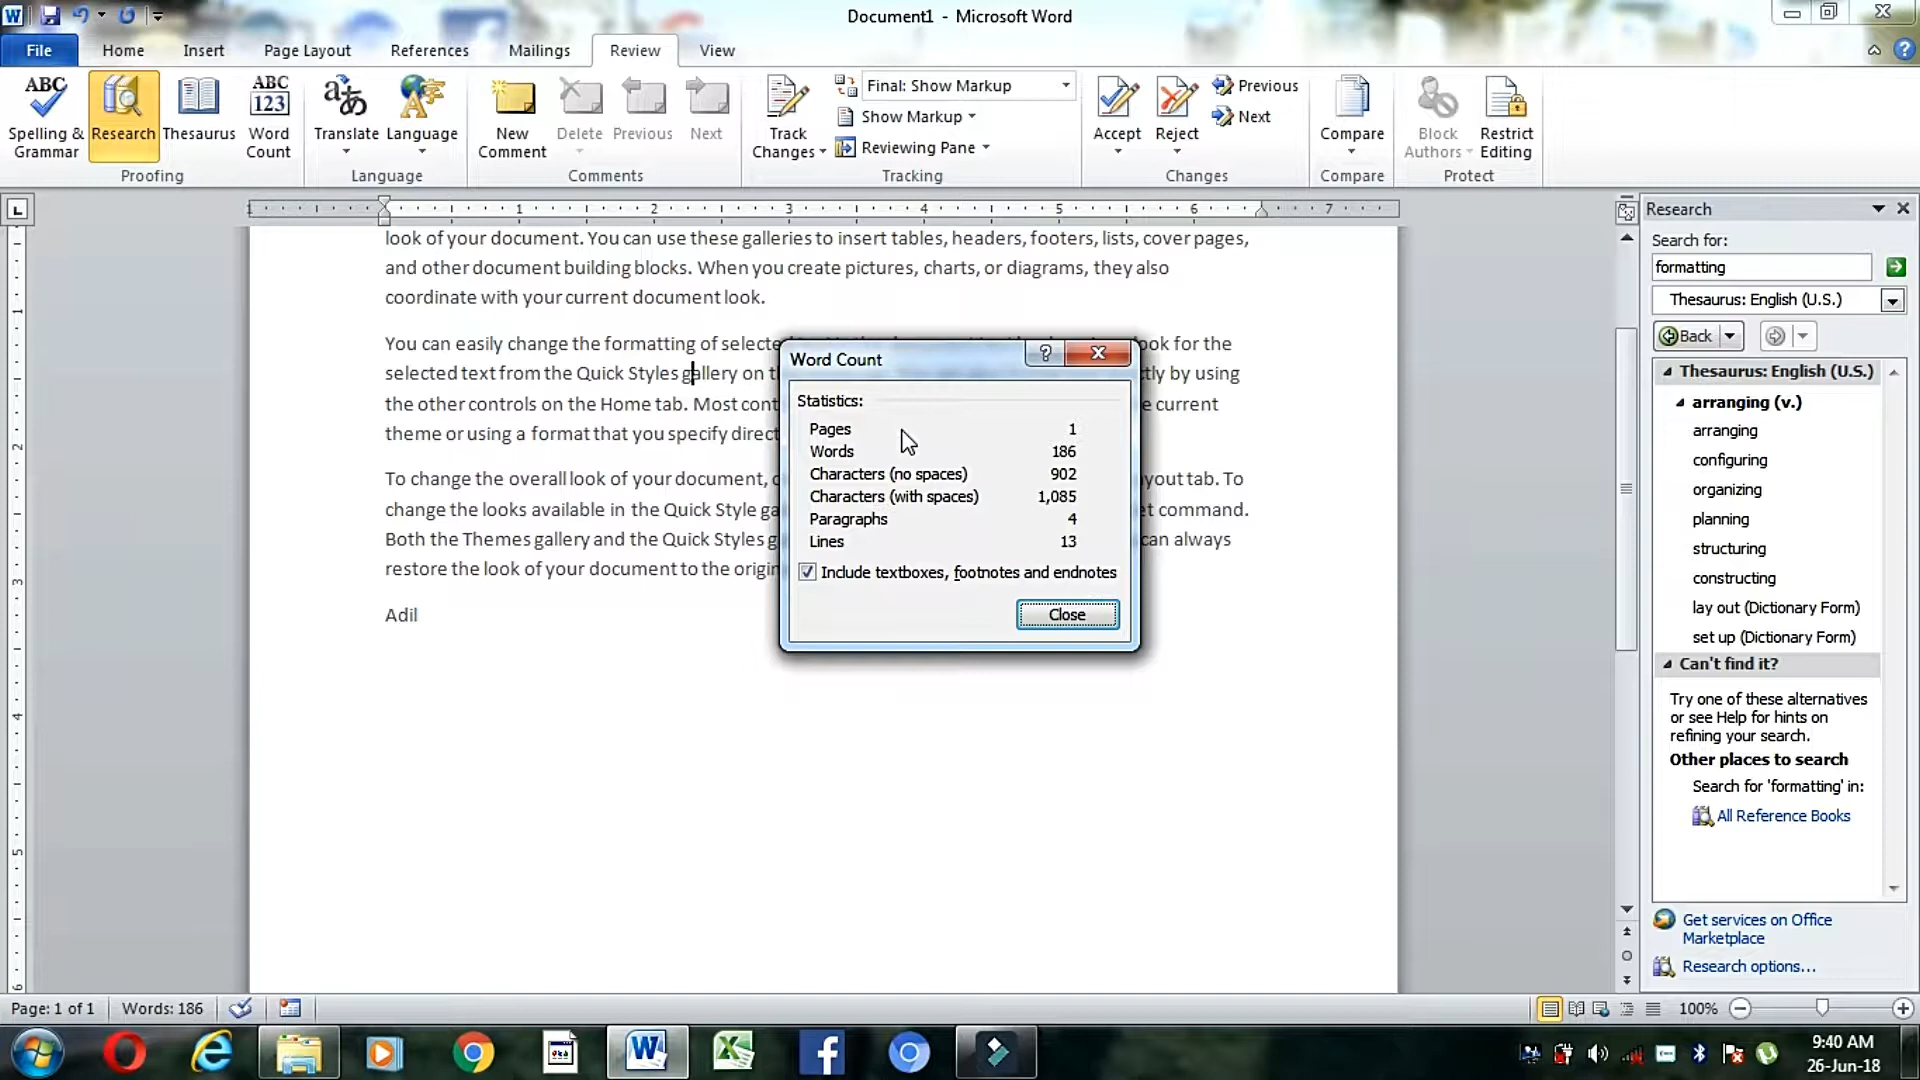 Document1 - Microsoft Word
File Home Insert Page Layout References Mailings Review View
ABC
Spelling &
Grammar
Research
Thesaurus
ABC
123
Word
Count
Proofing
Translate
Language
Language
New
Comment
Delete
Previous
Next
Comments
Track
Changes
Final: Show Markup
Show Markup
Reviewing Pane
Tracking
Accept
Reject
Previous
Next
Changes
Compare
Compare
Block
Authors
Restrict
Editing
Protect
1 1 2 3 4 5 6 7
look of your document. You can use these galleries to insert tables, headers, footers, lists, cover pages,
and other document building blocks. When you create pictures, charts, or diagrams, they also
coordinate with your current document look.
You can easily change the formatting of selecte look for the
selected text from the Quick Styles gallery on t tly by using
the other controls on the Home tab. Most cont e current
theme or using a format that you specify direct
To change the overall look of your document, yout tab. To
change the looks available in the Quick Style ga et command.
Both the Themes gallery and the Quick Styles g can always
restore the look of your document to the origin
Adil
Word Count
Statistics:
Pages 1
Words 186
Characters (no spaces) 902
Characters (with spaces) 1,085
Paragraphs 4
Lines 13
Include textboxes, footnotes and endnotes
Close
Research
Search for:
formatting
Thesaurus: English (U.S.)
Back
Thesaurus: English (U.S.)
arranging (v.)
arranging
configuring
organizing
planning
structuring
constructing
lay out (Dictionary Form)
set up (Dictionary Form)
Can't find it?
Try one of these alternatives
or see Help for hints on
refining your search.
Other places to search
Search for 'formatting' in:
All Reference Books
Get services on Office
Marketplace
Research options...
Page: 1 of 1 Words: 186 100%
9:40 AM
26-Jun-18